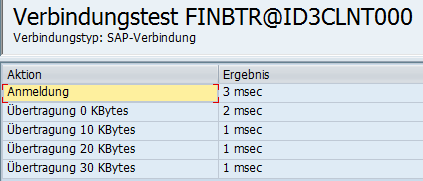 Verbindungstest FINBTR@ID3CLNT000
Verbindungstyp: SAP-Verbindung
Aktion Ergebnis
Anmeldung 3 msec
Übertragung 0 KBytes 2 msec
Übertragung 10 KBytes 1 msec
Übertragung 20 KBytes 1 msec
Übertragung 30 KBytes 1 msec